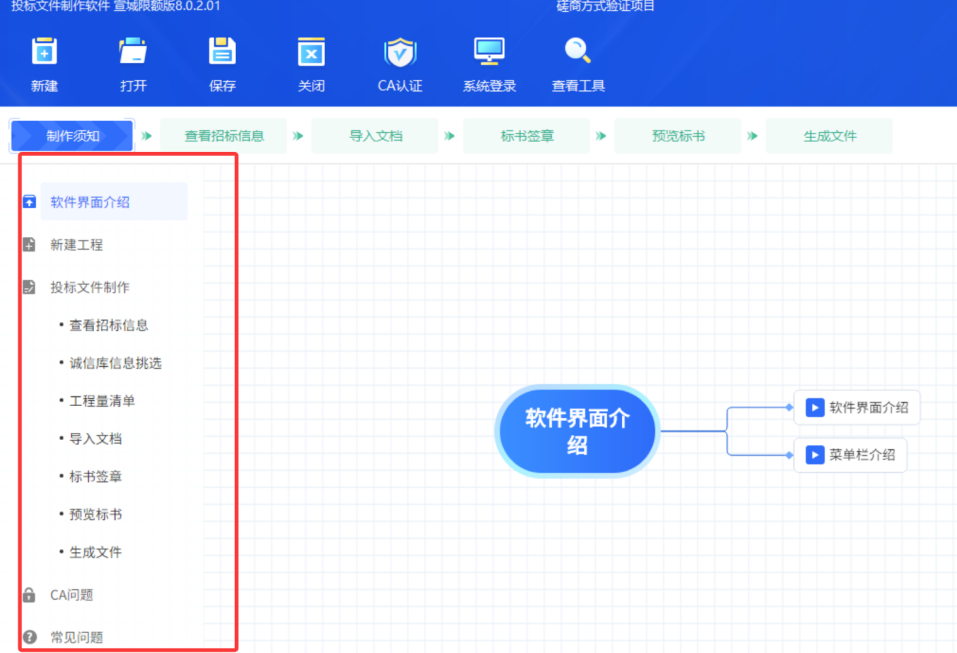 投标文件制作软件 宣城限额版8.0.2.01
磋商方式验证项目
新建
打开
保存
关闭
CA认证
系统登录
查看工具
制作须知
查看招标信息
导入文档
标书签章
预览标书
生成文件
软件界面介绍
新建工程
投标文件制作
• 查看招标信息
• 诚信库信息挑选
• 工程量清单
• 导入文档
• 标书签章
• 预览标书
• 生成文件
CA问题
常见问题
软件界面介
绍
软件界面介绍
菜单栏介绍